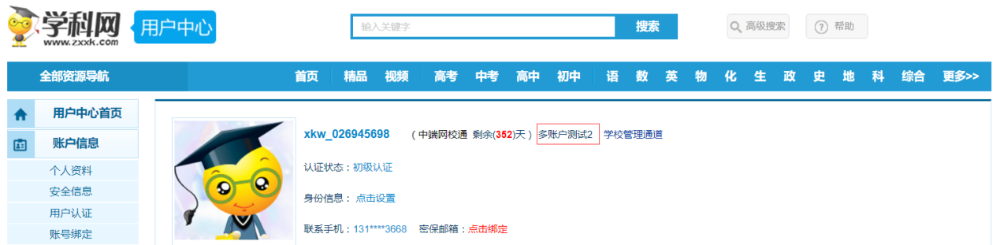 学科网 用户中心
www.zxxk.com
输入关键字 搜索 高级搜索 ? 帮助
全部资源导航 首页 精品 视频 高考 中考 高中 初中 语 数 英 物 化 生 政 史 地 科 综合 更多>>
用户中心首页
账户信息
个人资料
安全信息
用户认证
账号绑定
xkw_026945698 (中端网校通 剩余(352)天) 多账户测试2 学校管理通道
认证状态：初级认证
身份信息： 点击设置
联系手机：131****3668 密保邮箱：点击绑定